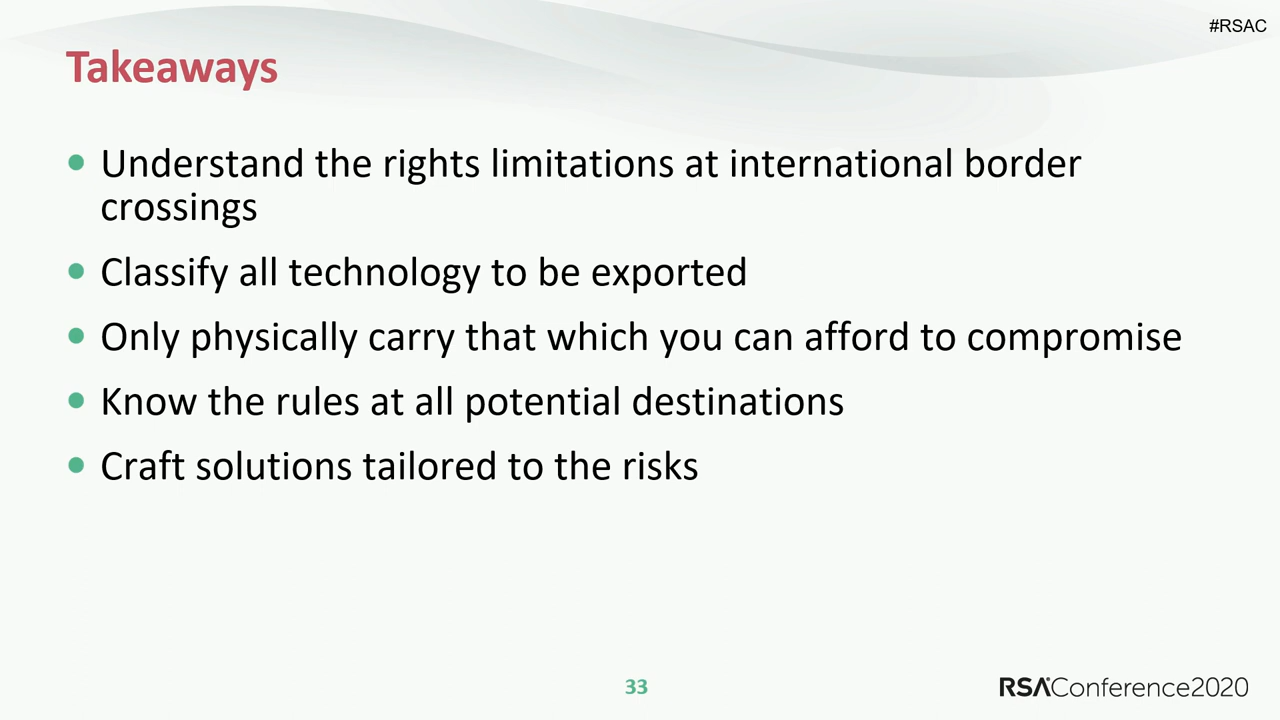 #RSAC
Takeaways
• Understand the rights limitations at international border
crossings
• Classify all technology to be exported
• Only physically carry that which you can afford to compromise
• Know the rules at all potential destinations
• Craft solutions tailored to the risks
33
RSAConference2020